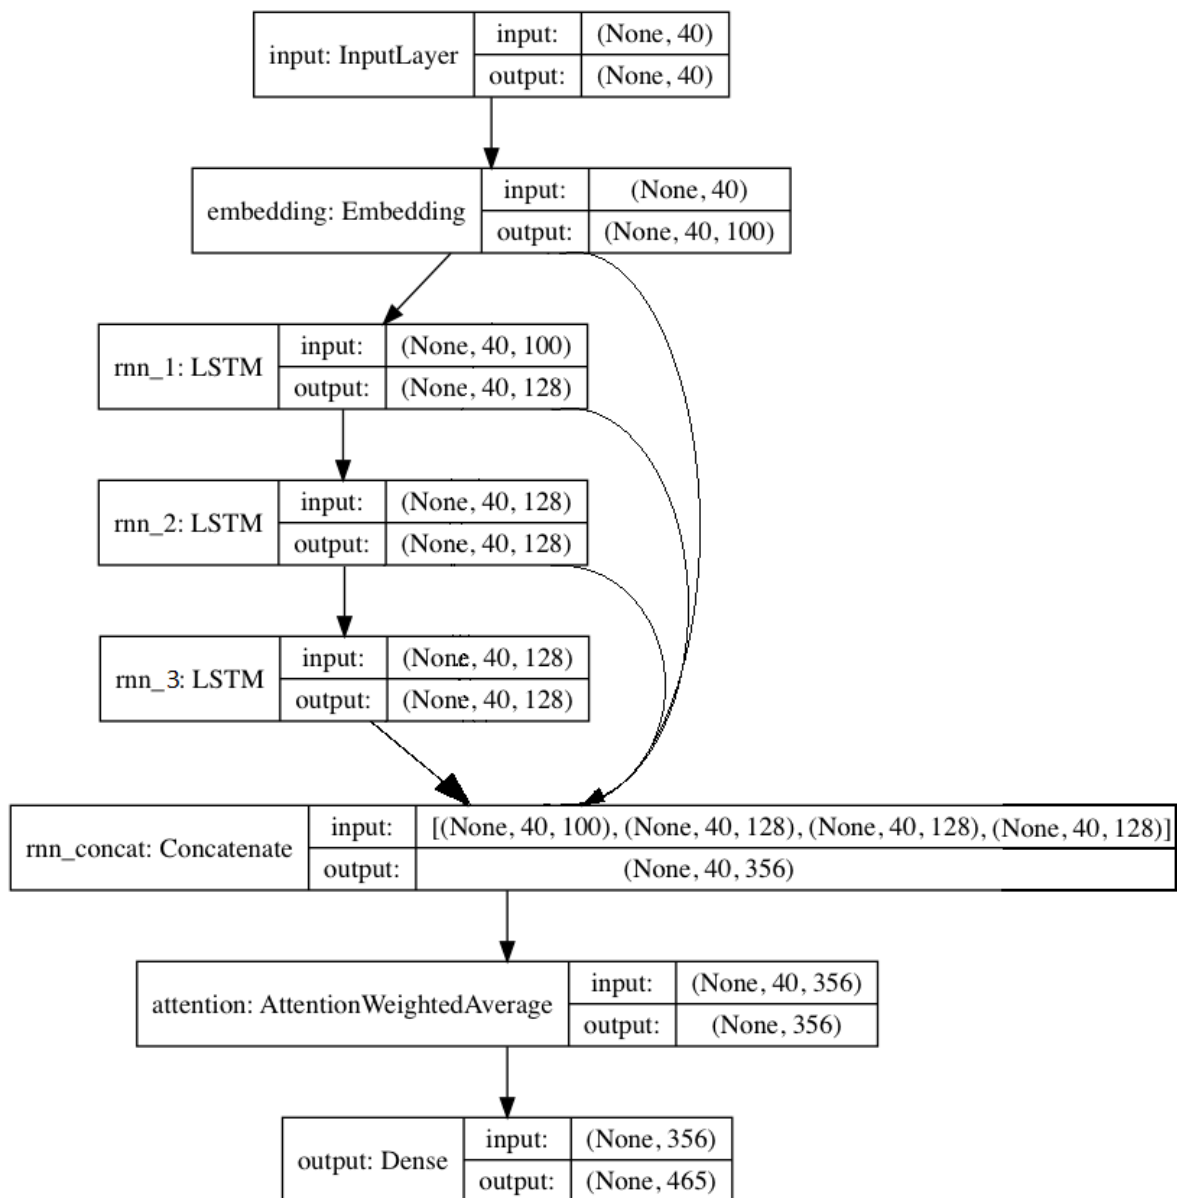 input: InputLayer
input: (None, 40)
output: (None, 40)
embedding: Embedding
input: (None, 40)
output: (None, 40, 100)
rnn_1: LSTM
input: (None, 40, 100)
output: (None, 40, 128)
rnn_2: LSTM
input: (None, 40, 128)
output: (None, 40, 128)
rnn_3: LSTM
input: (None, 40, 128)
output: (None, 40, 128)
rnn_concat: Concatenate
input: [(None, 40, 100), (None, 40, 128), (None, 40, 128), (None, 40, 128)]
output: (None, 40, 356)
attention: AttentionWeightedAverage
input: (None, 40, 356)
output: (None, 356)
output: Dense
input: (None, 356)
output: (None, 465)